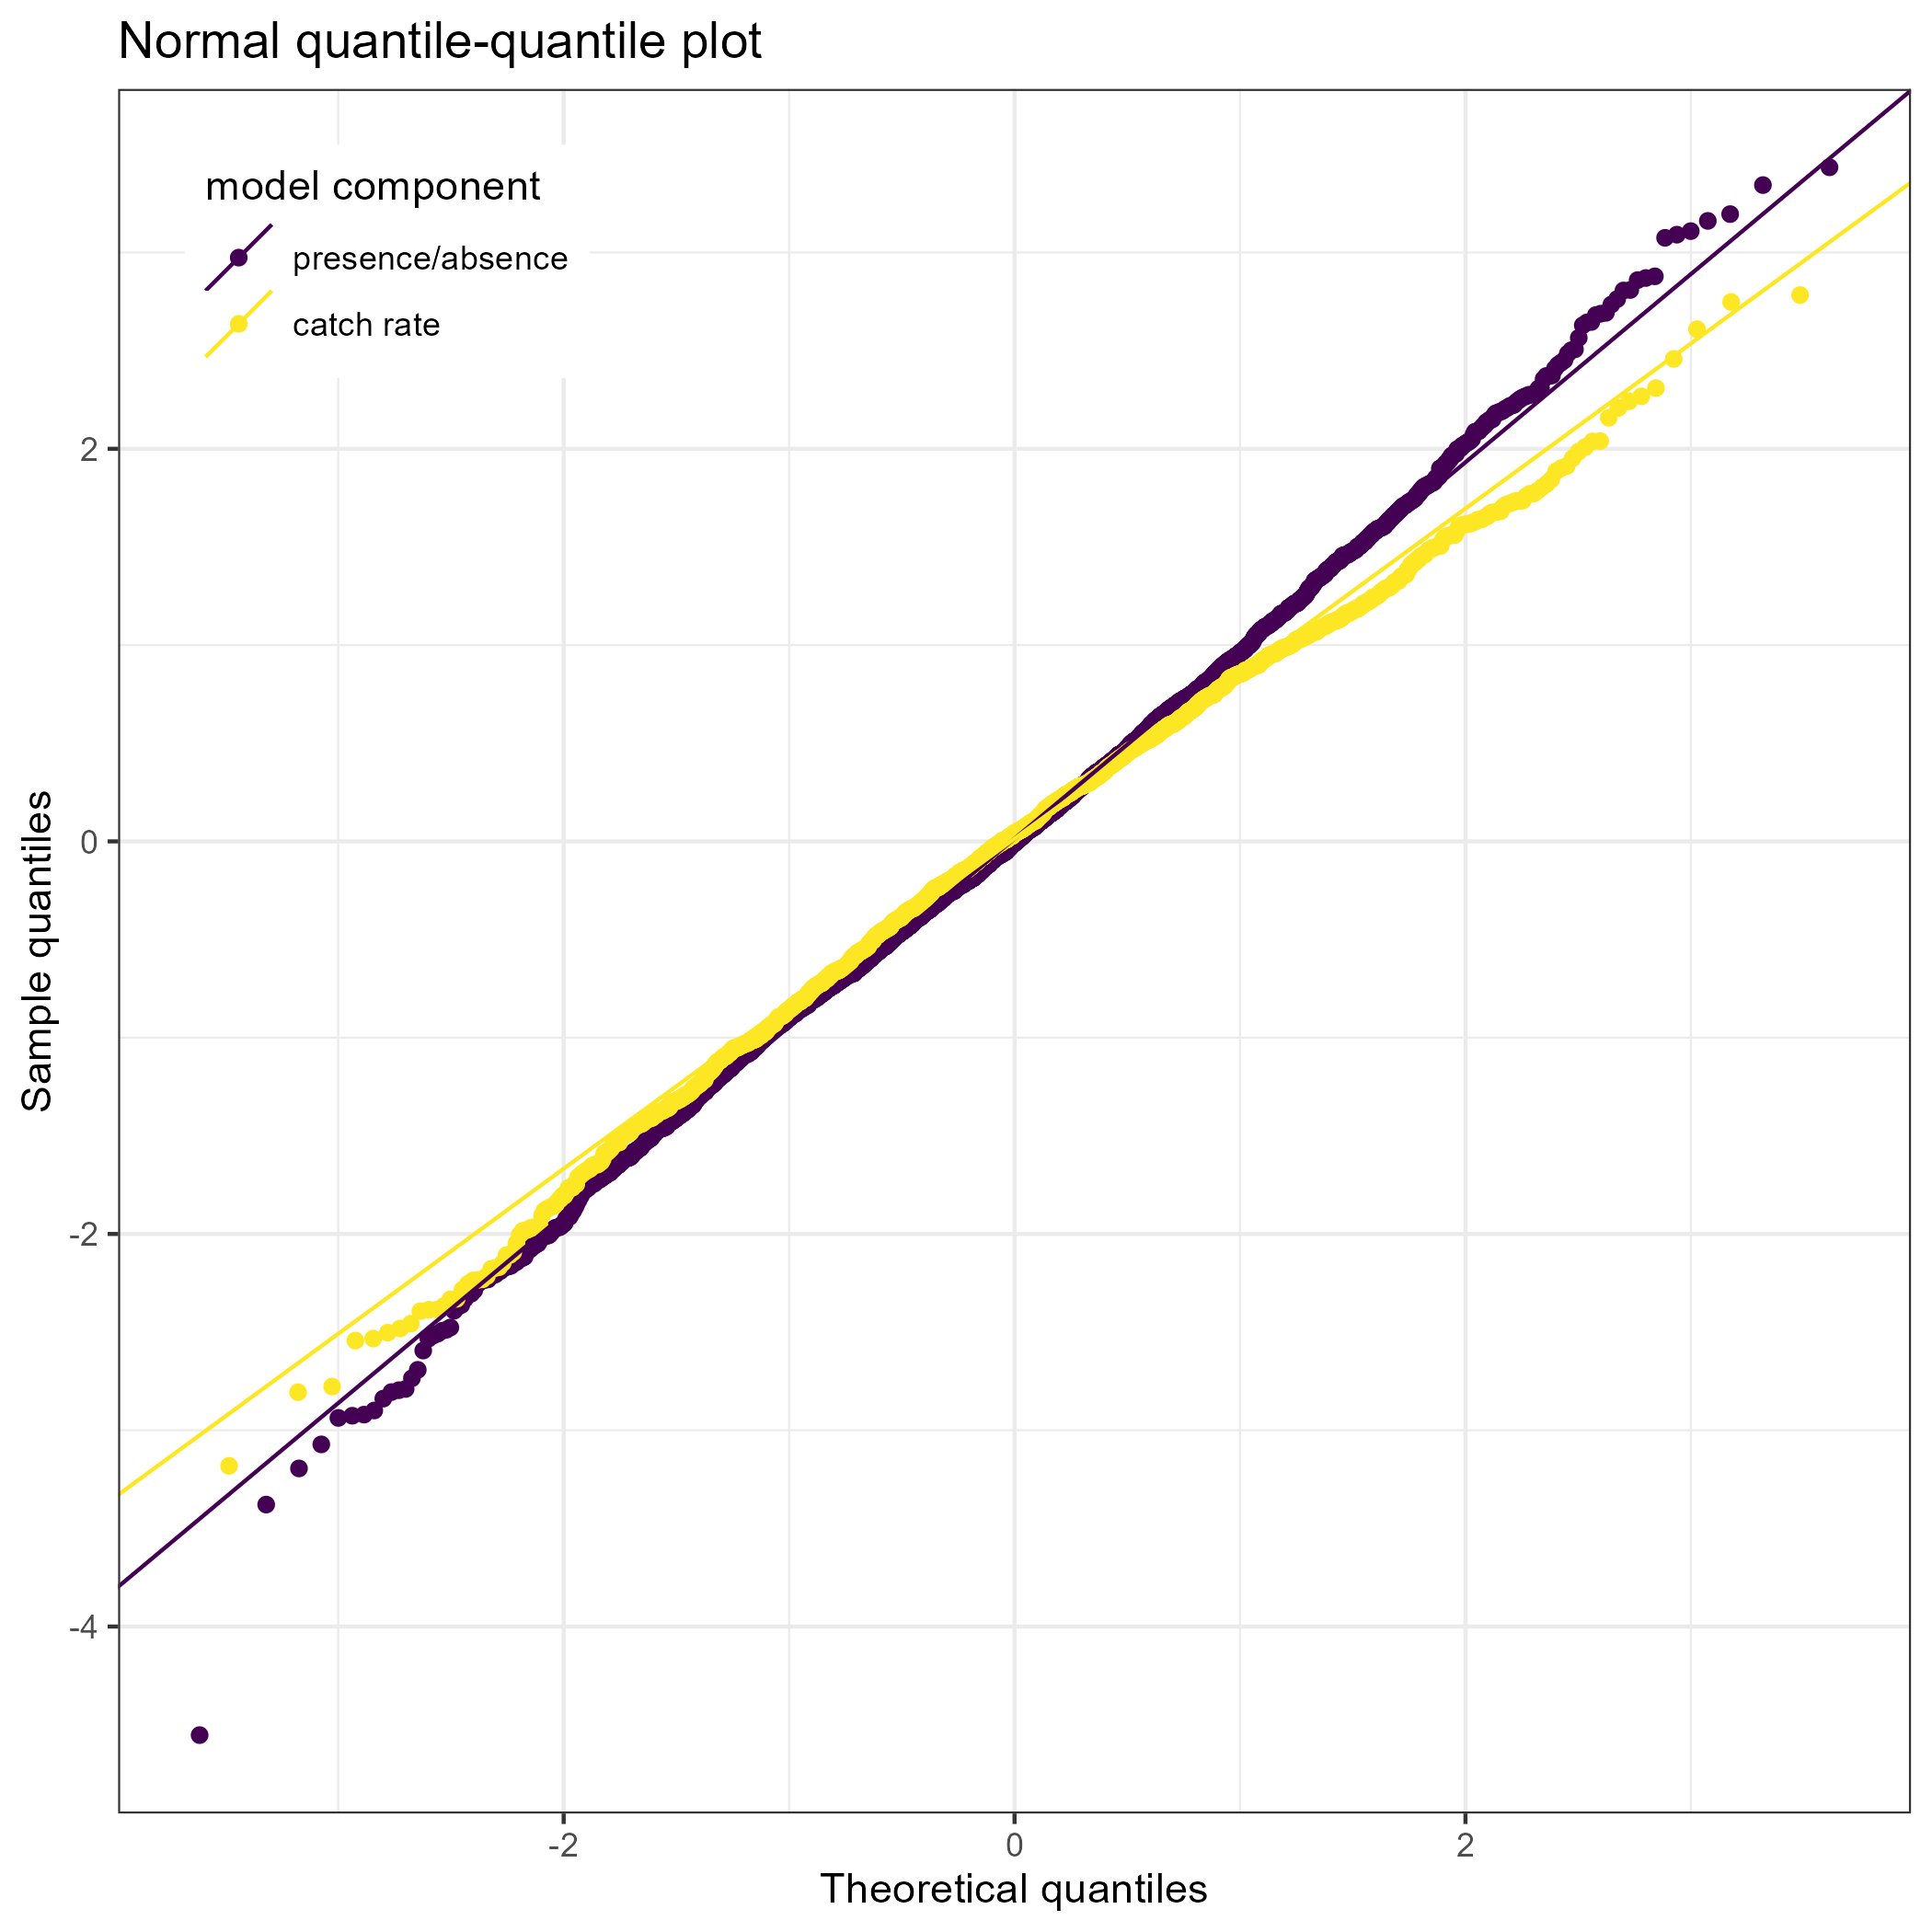 Normal quantile-quantile plot
model component
presence/absence
catch rate
2
0
-2
-4
Sample quantiles
-2
0
2
Theoretical quantiles